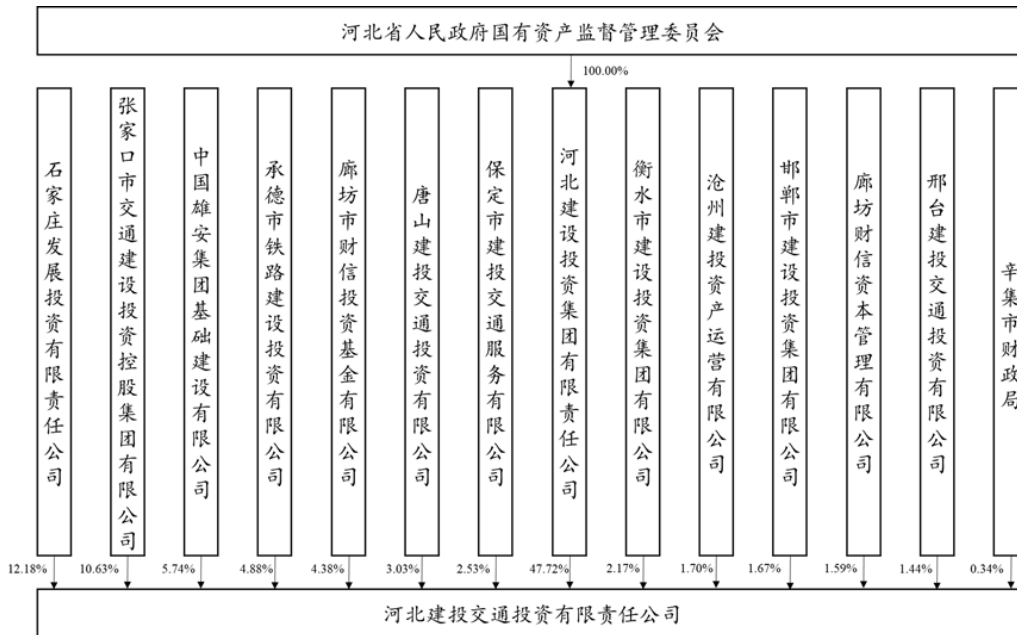 河北省人民政府国有资产监督管理委员会
100.00%
石家庄发展投资有限责任公司
张家口市交通建设投资控股集团有限公司
中国雄安集团基础建设有限公司
承德市铁路建设投资有限公司
廊坊市财信投资基金有限公司
唐山建投交通投资有限公司
保定市建投交通服务有限公司
河北建设投资集团有限责任公司
衡水市建设投资集团有限公司
沧州建投资产运营有限公司
邯郸市建设投资集团有限公司
廊坊财信资本管理有限公司
邢台建投交通投资有限公司
辛集市财政局
12.18%
10.63%
5.74%
4.88%
4.38%
3.03%
2.53%
47.72%
2.17%
1.70%
1.67%
1.59%
1.44%
0.34%
河北建投交通投资有限责任公司